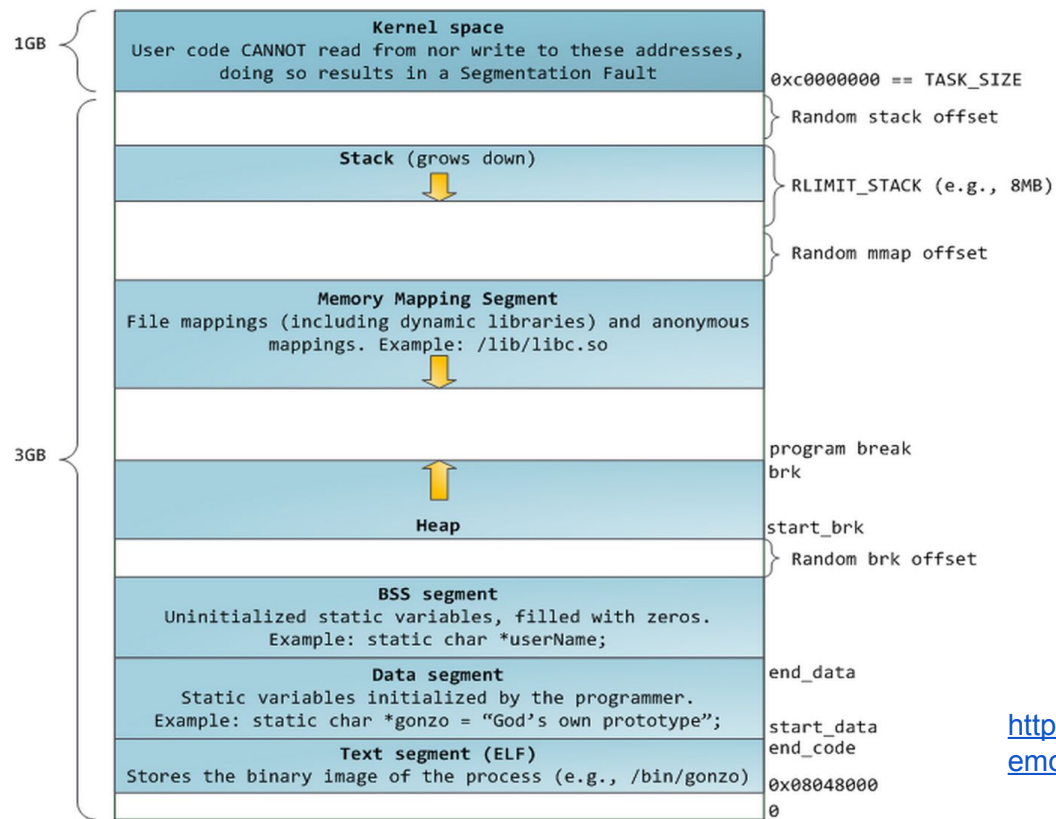 1GB
Kernel space
User code CANNOT read from nor write to these addresses,
doing so results in a Segmentation Fault
0xc0000000 == TASK_SIZE
Random stack offset
Stack (grows down)
RLIMIT_STACK (e.g., 8MB)
Random mmap offset
Memory Mapping Segment
File mappings (including dynamic libraries) and anonymous
mappings. Example: /lib/libc.so
3GB
program break
brk
Heap
start_brk
Random brk offset
BSS segment
Uninitialized static variables, filled with zeros.
Example: static char *userName;
Data segment
end_data
Static variables initialized by the programmer.
Example: static char *gonzo = “God’s own prototype”;
start_data
end_code
Text segment (ELF)
Stores the binary image of the process (e.g., /bin/gonzo)
0x08048000
0
http